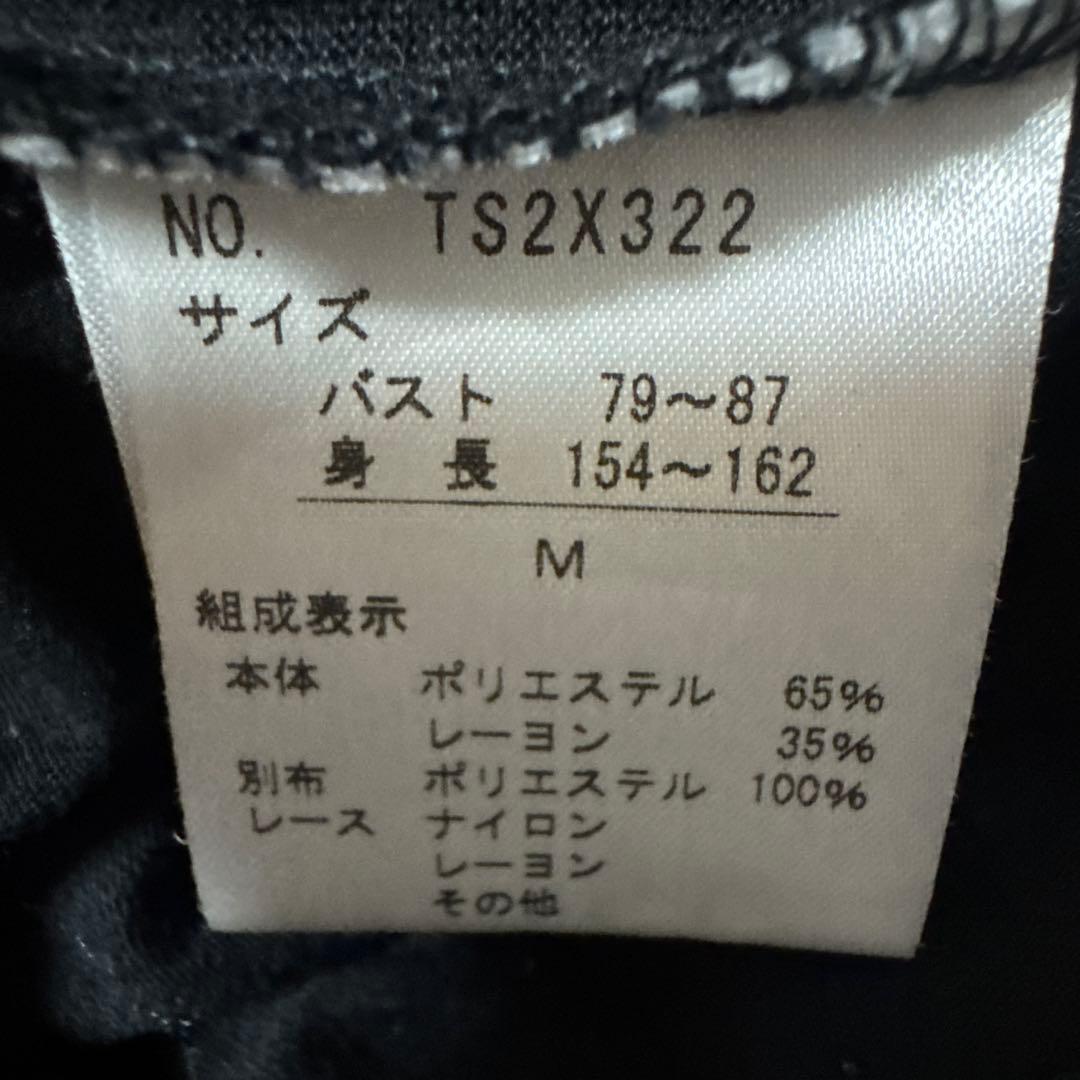 NO. TS2X322
サイズ
バスト 79〜87
身 長 154〜162
M
組成表示
本体 ポリエステル 65%
レーヨン 35%
別布 ポリエステル 100%
レース ナイロン
レーヨン
その他